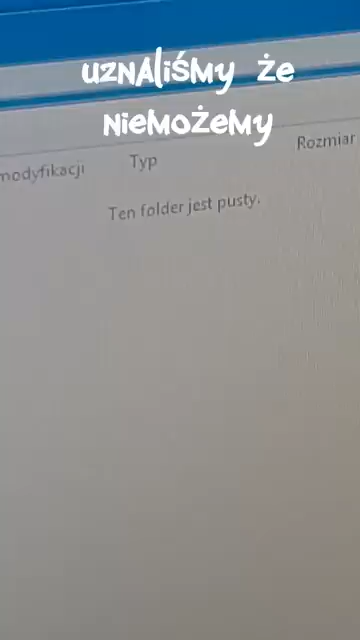 uznaliśmy że
niemożemy
modyfikacji Typ Rozmiar
Ten folder jest pusty.